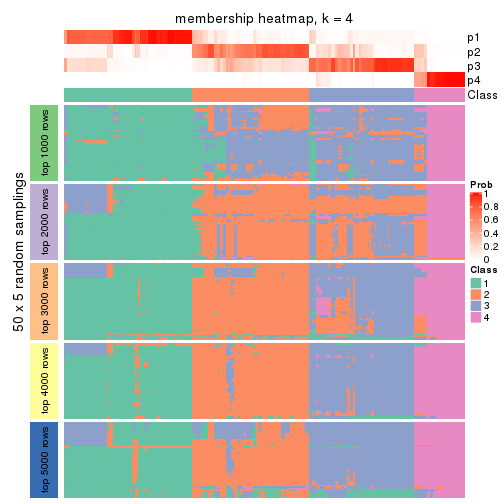 membership heatmap, k = 4
p1
p2
p3
p4
Class
50 x 5 random samplings
top 1000 rows
top 2000 rows
top 3000 rows
top 4000 rows
top 5000 rows
Prob
1
0.8
0.6
0.4
0.2
0
Class
1
2
3
4